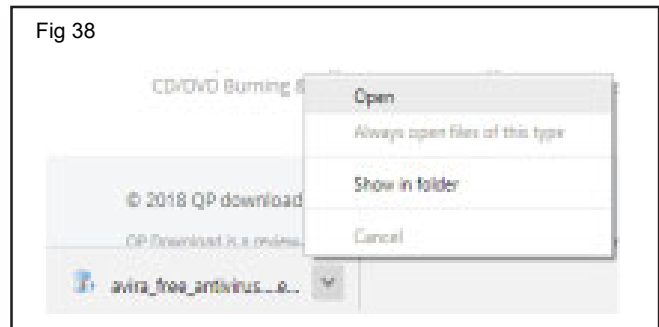 Fig 38
CD/DVD Burning &
Open
Always open files of this type
Show in folder
© 2018 QP download
QP Download is a review
Cancel
avira_free_antivirus....e...